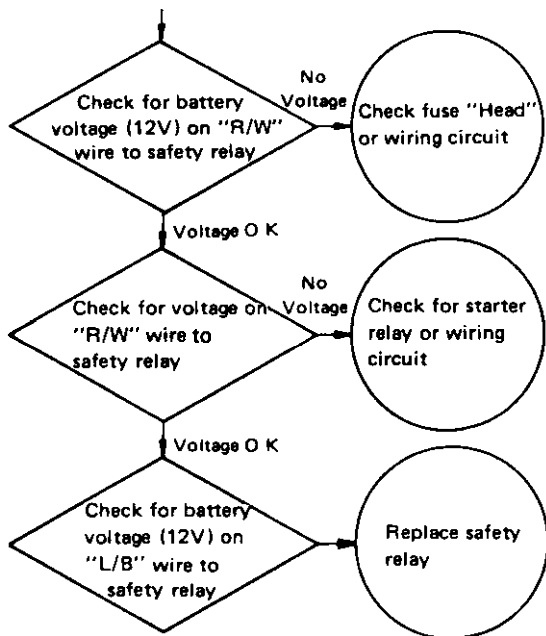 Check for battery
voltage (12V) on "R/W"
wire to safety relay
No
Voltage
Check fuse "Head"
or wiring circuit
Voltage O K
Check for voltage on
"R/W" wire to
safety relay
No
Voltage
Check for starter
relay or wiring
circuit
Voltage O K
Check for battery
voltage (12V) on
"L/B" wire to
safety relay
Replace safety
relay